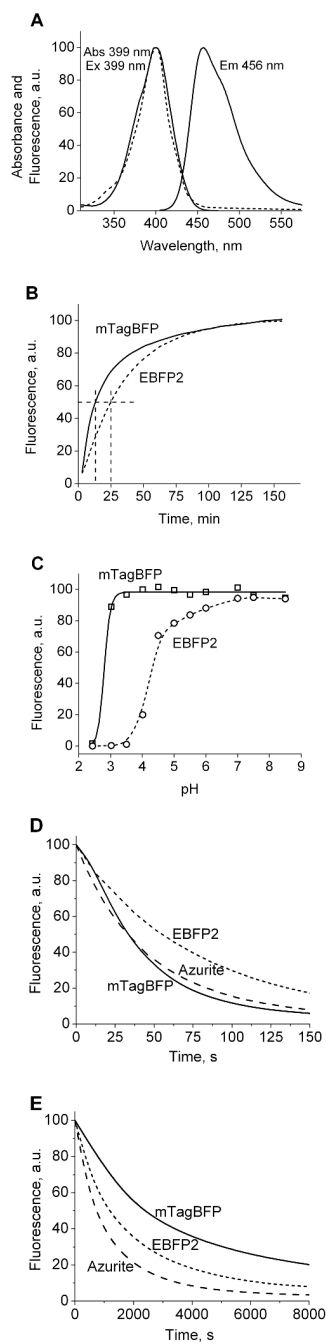 A
Absorbance and
Fluorescence, a.u.
100
80
60
40
20
0
Abs 399 nm
Ex 399 nm
Em 456 nm
350 400 450 500 550
Wavelength, nm
B
Fluorescence, a.u.
100
80
60
40
20
0
mTagBFP
EBFP2
0 25 50 75 100 125 150
Time, min
C
Fluorescence, a.u.
100
80
60
40
20
0
mTagBFP
EBFP2
2 3 4 5 6 7 8 9
pH
D
Fluorescence, a.u.
100
80
60
40
20
0
EBFP2
Azurite
mTagBFP
0 25 50 75 100 125 150
Time, s
E
Fluorescence, a.u.
100
80
60
40
20
0
mTagBFP
EBFP2
Azurite
0 2000 4000 6000 8000
Time, s